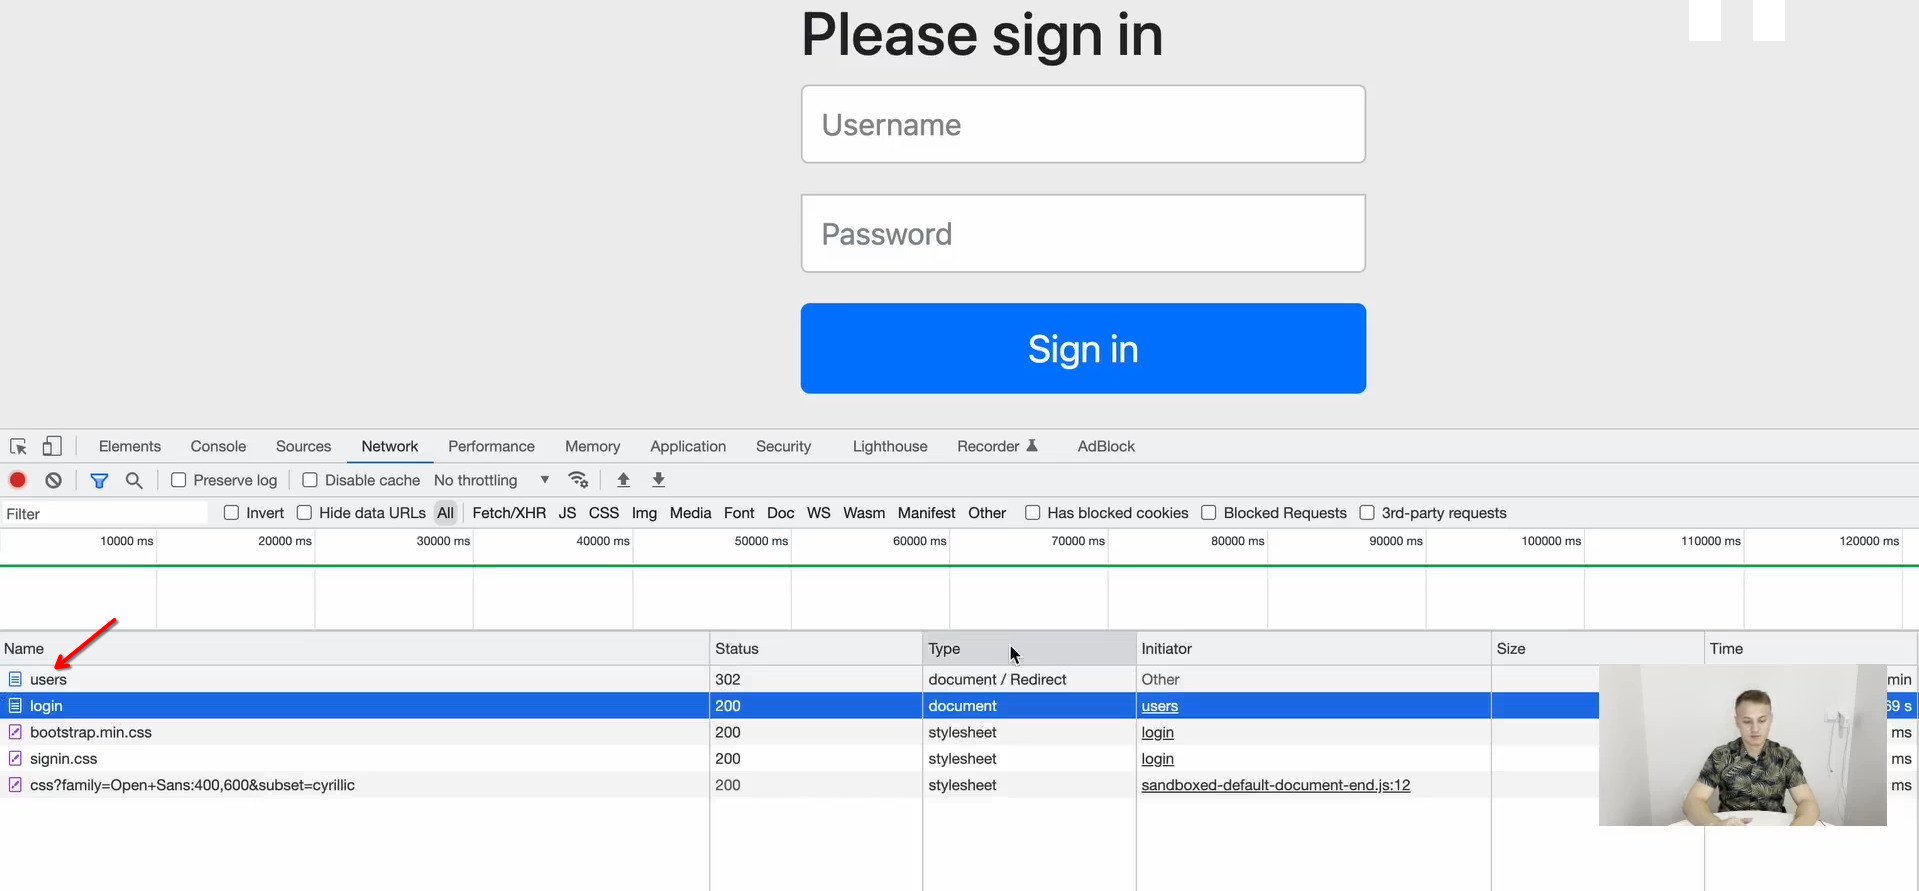 Please sign in
Username
Password
Sign in
Elements Console Sources Network Performance Memory Application Security Lighthouse Recorder AdBlock
Preserve log Disable cache No throttling
Filter Invert Hide data URLs All Fetch/XHR JS CSS Img Media Font Doc WS Wasm Manifest Other Has blocked cookies Blocked Requests 3rd-party requests
10000 ms 20000 ms 30000 ms 40000 ms 50000 ms 60000 ms 70000 ms 80000 ms 90000 ms 100000 ms 110000 ms 120000 ms
Name Status Type Initiator Size Time
users 302 document / Redirect Other min
login 200 document users 69 s
bootstrap.min.css 200 stylesheet login ms
signin.css 200 stylesheet login ms
css?family=Open+Sans:400,600&subset=cyrillic 200 stylesheet sandboxed-default-document-end.js:12 ms